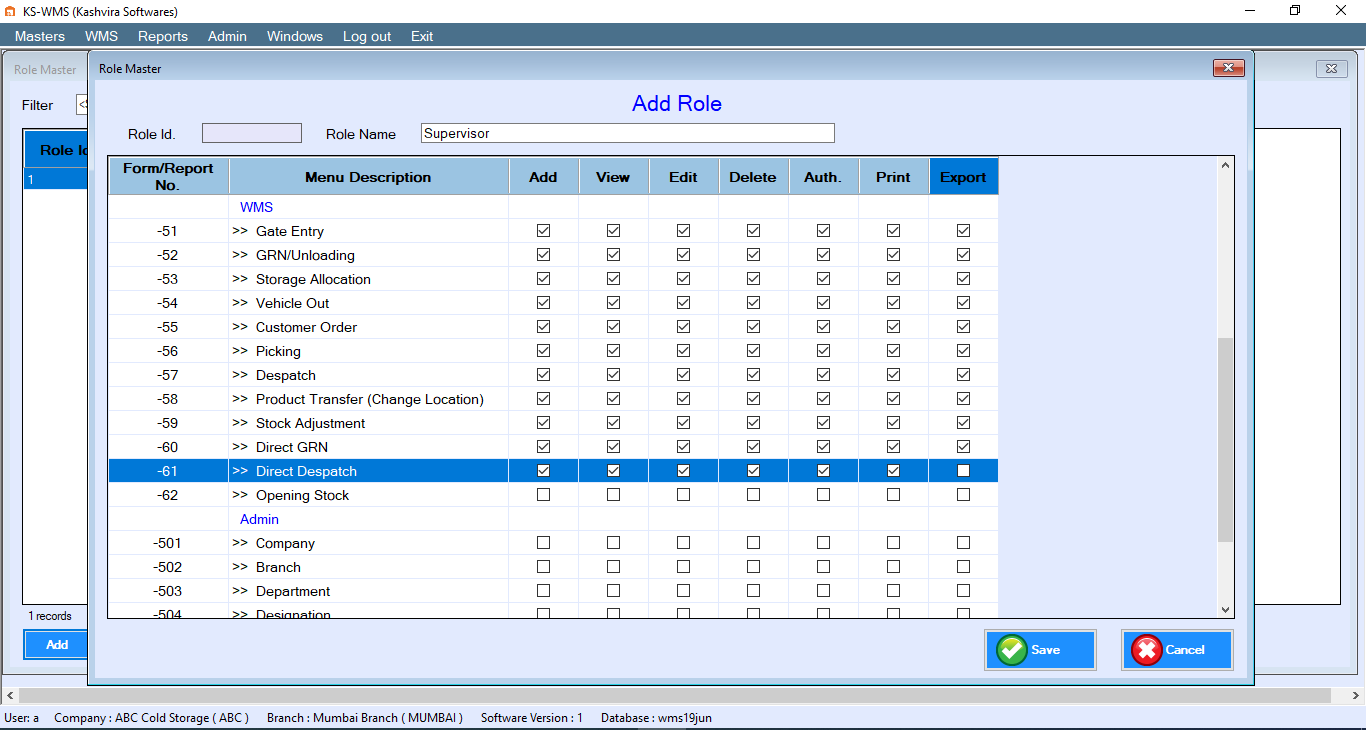 KS-WMS (Kashvira Softwares)
Masters WMS Reports Admin Windows Log out Exit
Role Master
Role Master
Filter
Add Role
Role Id. Role Name Supervisor
Role
Form/Report No. Menu Description Add View Edit Delete Auth. Print Export
1
WMS
-51 >> Gate Entry
-52 >> GRN/Unloading
-53 >> Storage Allocation
-54 >> Vehicle Out
-55 >> Customer Order
-56 >> Picking
-57 >> Despatch
-58 >> Product Transfer (Change Location)
-59 >> Stock Adjustment
-60 >> Direct GRN
-61 >> Direct Despatch
-62 >> Opening Stock
Admin
-501 >> Company
-502 >> Branch
-503 >> Department
-504 >> Designation
1 records
Add
Save Cancel
User: a Company : ABC Cold Storage ( ABC ) Branch : Mumbai Branch ( MUMBAI ) Software Version : 1 Database : wms19jun